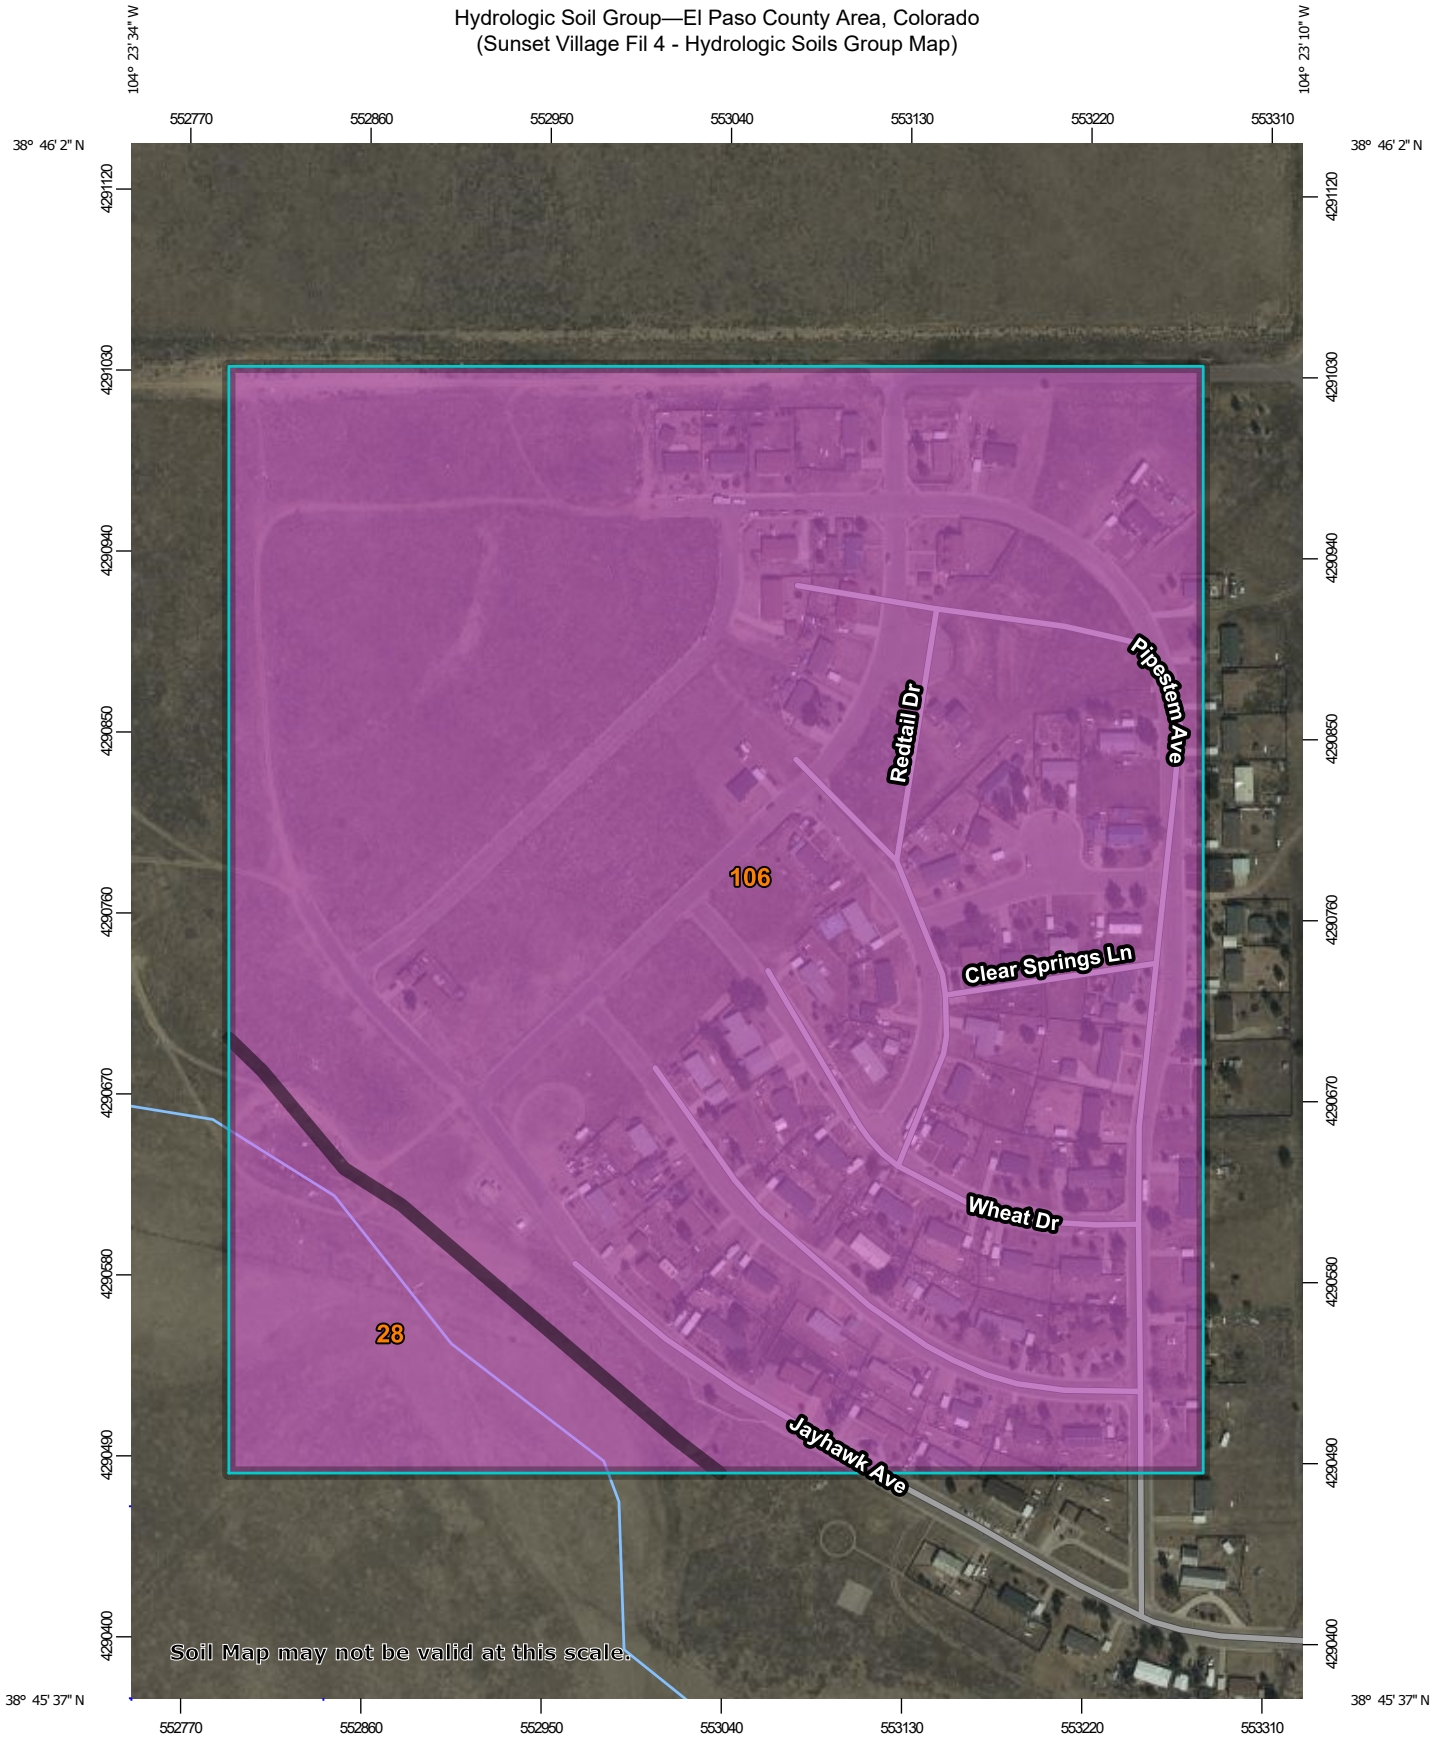 Hydrologic Soil Group—El Paso County Area, Colorado
(Sunset Village Fil 4 - Hydrologic Soils Group Map)
104° 23' 34" W
104° 23' 10" W
552770 552860 552950 553040 553130 553220 553310
38° 46' 2" N
38° 46' 2" N
4291120
4291120
4291030
4291030
4290940
4290940
Pipestem Ave
Redtail Dr
4290850
4290850
106
4290760
4290760
Clear Springs Ln
4290670
4290670
Wheat Dr
4290580
4290580
28
Jayhawk Ave
4290490
4290490
4290400
4290400
Soil Map may not be valid at this scale.
38° 45' 37" N
38° 45' 37" N
552770 552860 552950 553040 553130 553220 553310